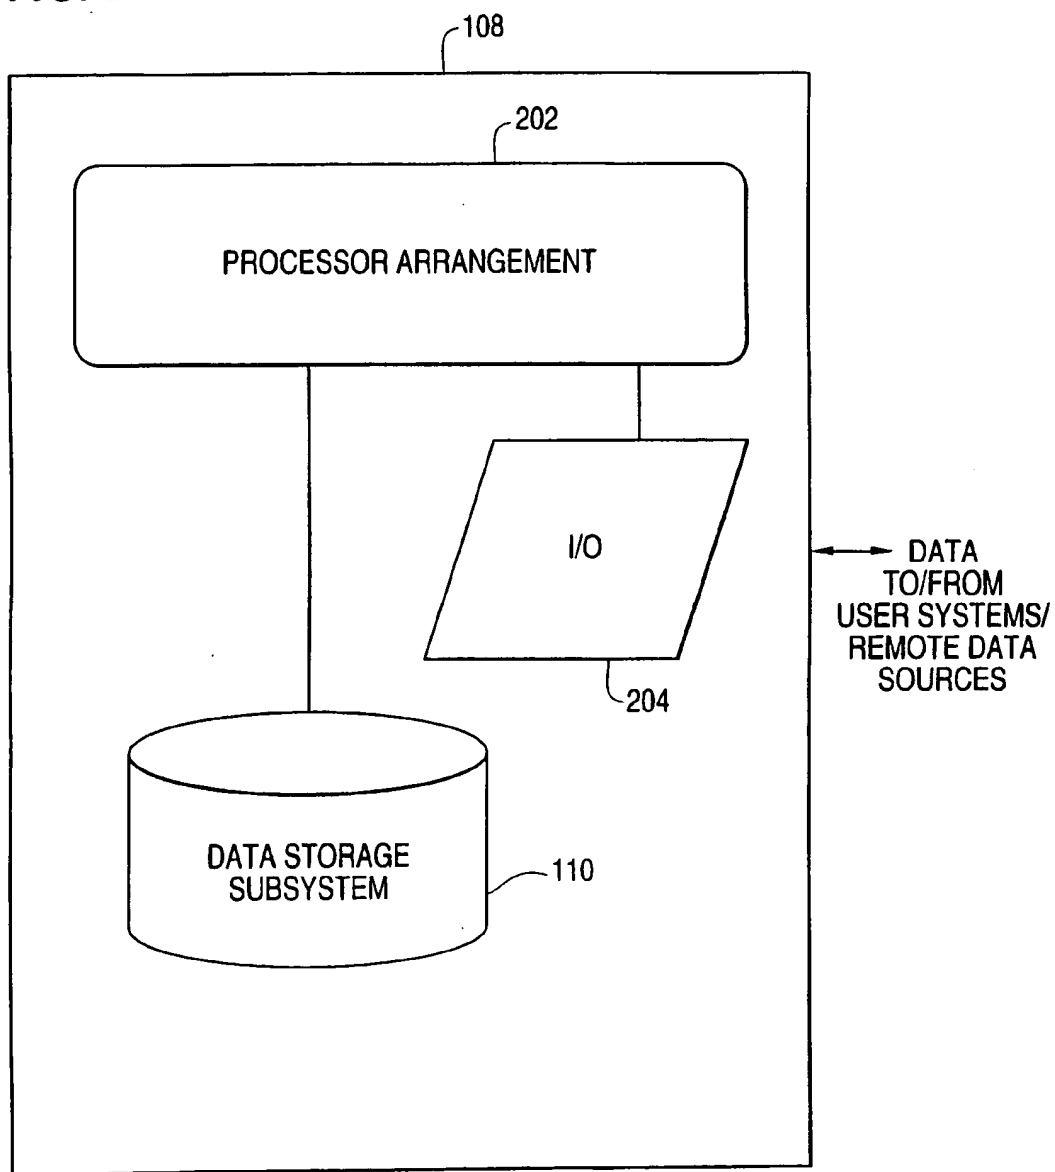 108
202
PROCESSOR ARRANGEMENT
I/O
DATA
TO/FROM
USER SYSTEMS/
REMOTE DATA
SOURCES
204
DATA STORAGE
SUBSYSTEM
110